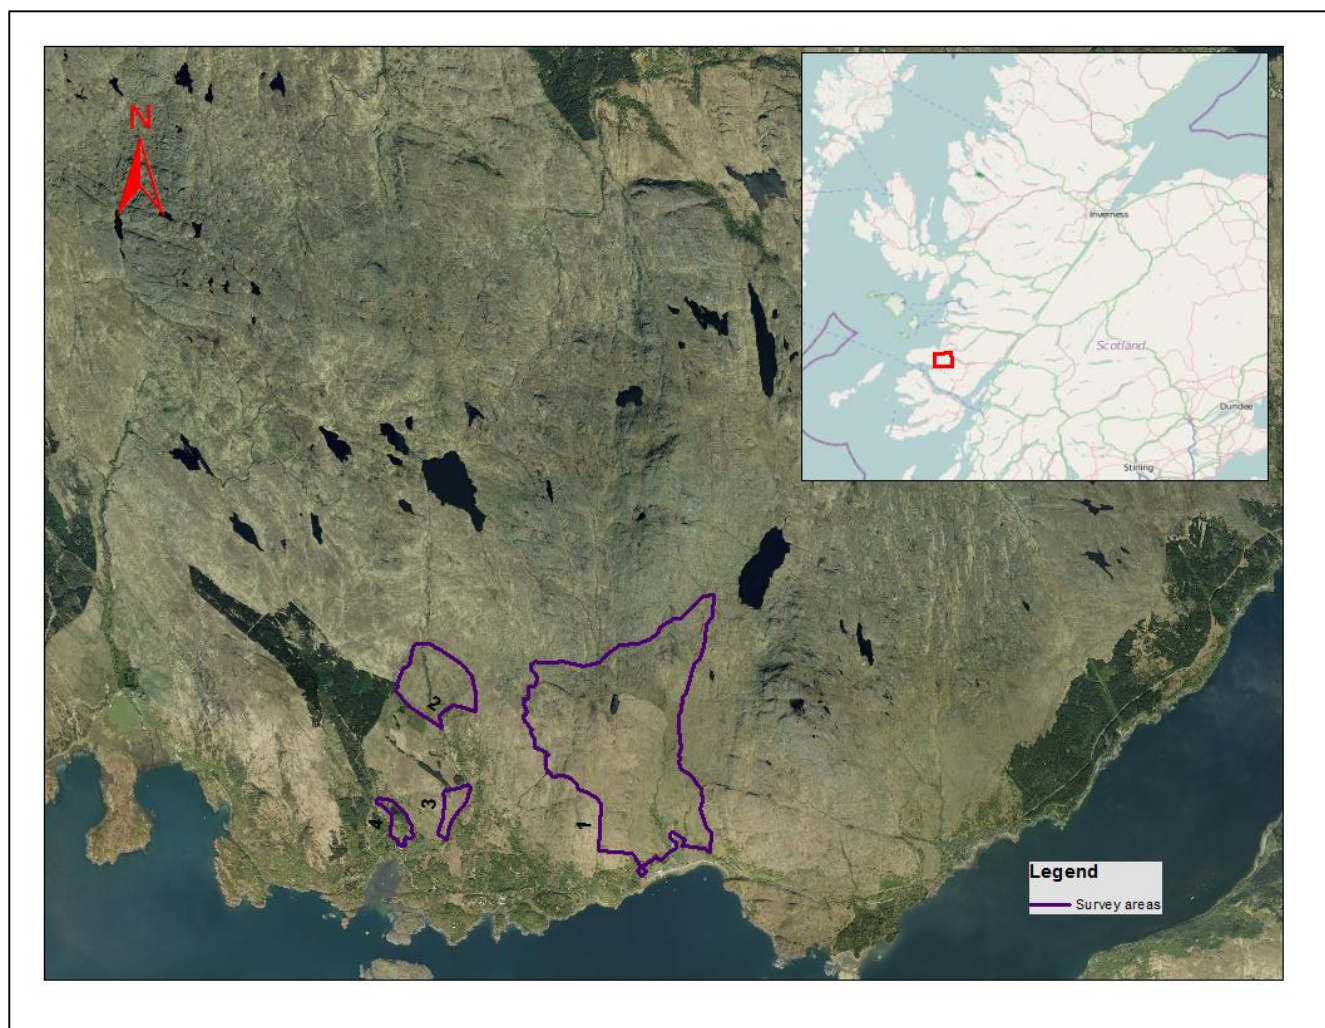 N
Inverness
Scotland
Dundee
Stirling
2
3
4
1
Legend
Survey areas